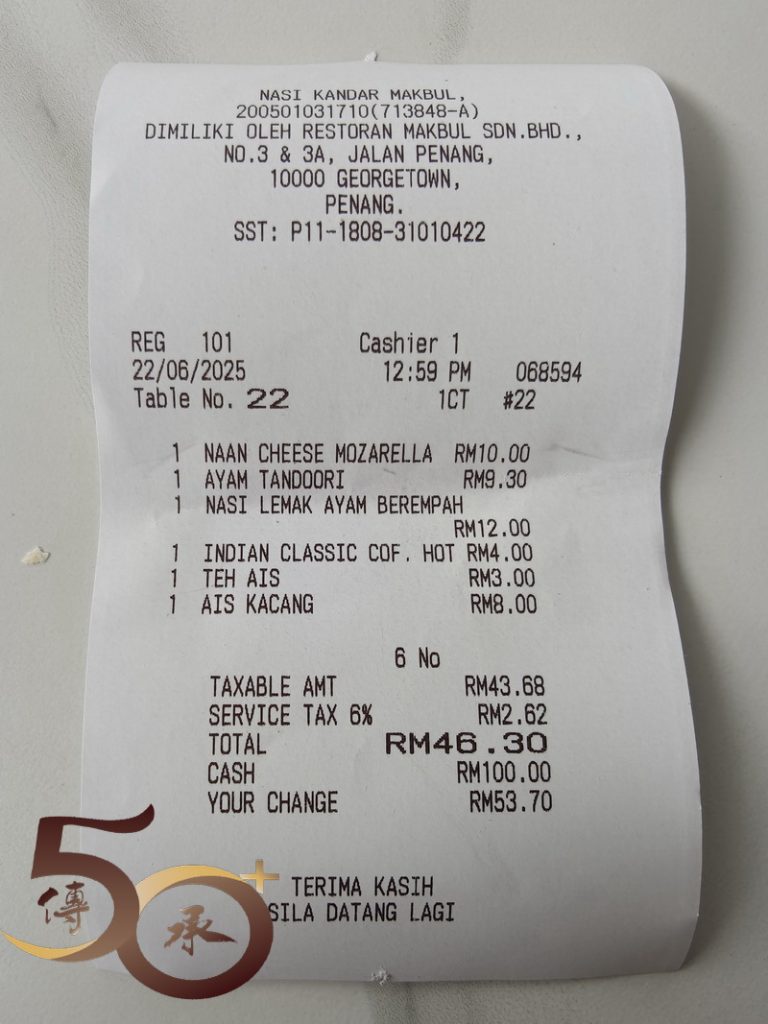 NASI KANDAR MAKBUL,
200501031710(713848-A)
DIMILIKI OLEH RESTORAN MAKBUL SDN.BHD.,
NO.3 & 3A, JALAN PENANG,
10000 GEORGETOWN,
PENANG.
SST: P11-1808-31010422
REG 101 Cashier 1
22/06/2025 12:59 PM 068594
Table No. 22 1CT #22
1 NAAN CHEESE MOZARELLA RM10.00
1 AYAM TANDOORI RM9.30
1 NASI LEMAK AYAM BEREMPAH
RM12.00
1 INDIAN CLASSIC COF. HOT RM4.00
1 TEH AIS RM3.00
1 AIS KACANG RM8.00
6 No
TAXABLE AMT RM43.68
SERVICE TAX 6% RM2.62
TOTAL RM46.30
CASH RM100.00
YOUR CHANGE RM53.70
TERIMA KASIH
SILA DATANG LAGI
50+
傳承